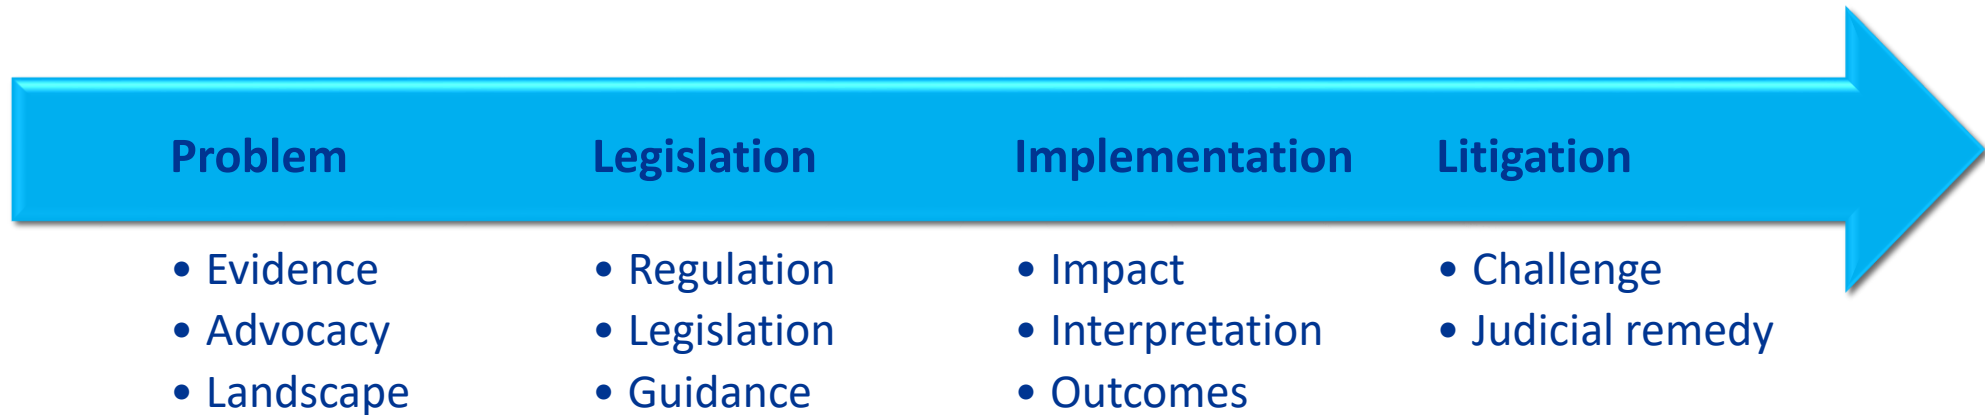 Problem
Legislation
Implementation
Litigation
• Evidence
• Advocacy
• Landscape
• Regulation
• Legislation
• Guidance
• Impact
• Interpretation
• Outcomes
• Challenge
• Judicial remedy